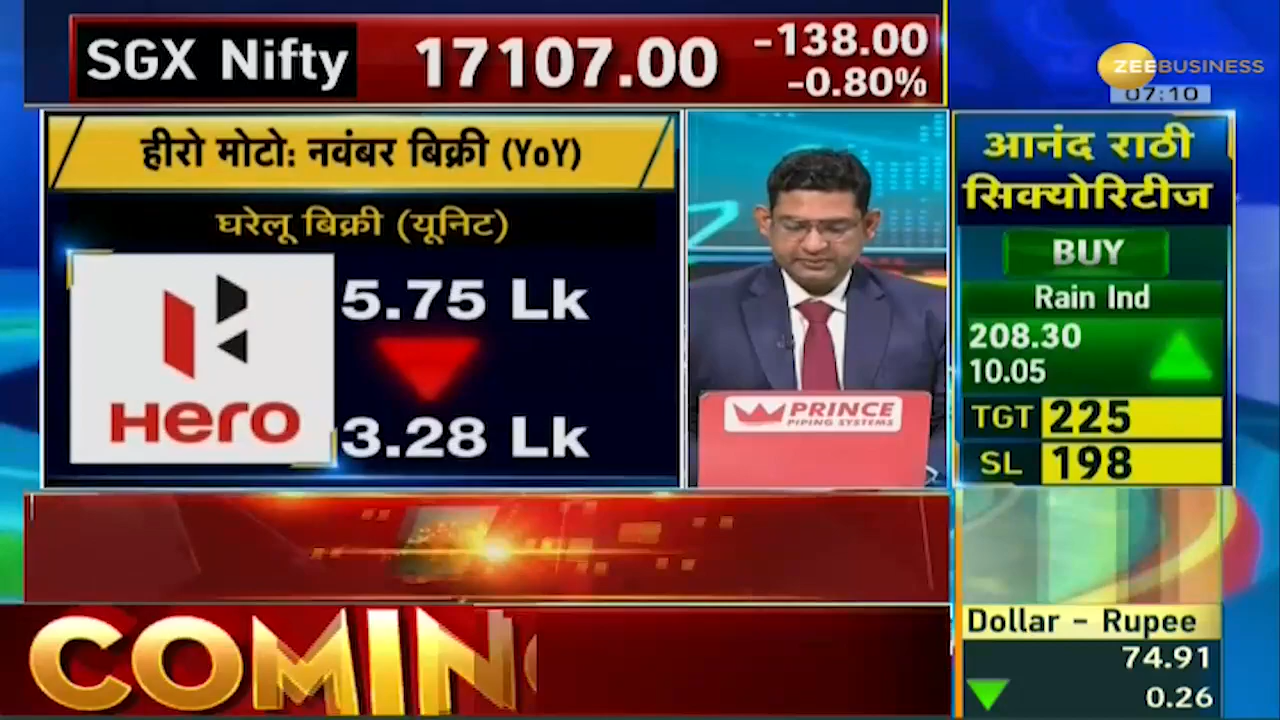 SGX Nifty
17107.00
-138.00
-0.80%
ZEEBUSINESS
07:10
हीरो मोटो: नवंबर बिक्री (YoY)
घरेलू बिक्री (यूनिट)
5.75 Lk
3.28 Lk
Hero
PRINCE
PIPING SYSTEMS
आनंद राठी
सिक्योरिटीज
BUY
Rain Ind
208.30
10.05
TGT 225
SL 198
COMIN
Dollar - Rupee
74.91
0.26